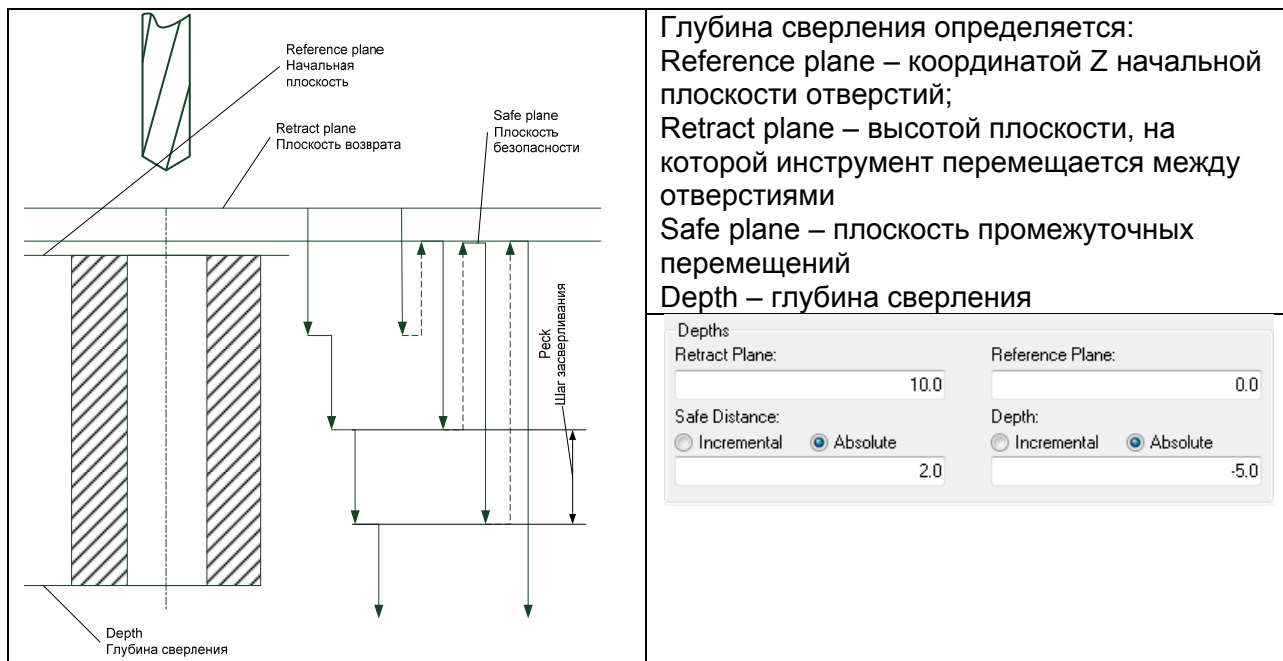 Reference plane
Начальная
плоскость
Retract plane
Плоскость возврата
Safe plane
Плоскость
безопасности
Peck
Шаг засверливания
Depth
Глубина сверления
Глубина сверления определяется:
Reference plane – координатой Z начальной
плоскости отверстий;
Retract plane – высотой плоскости, на
которой инструмент перемещается между
отверстиями
Safe plane – плоскость промежуточных
перемещений
Depth – глубина сверления
Depths
Retract Plane: Reference Plane:
10.0 0.0
Safe Distance: Depth:
Incremental Absolute Incremental Absolute
2.0 -5.0